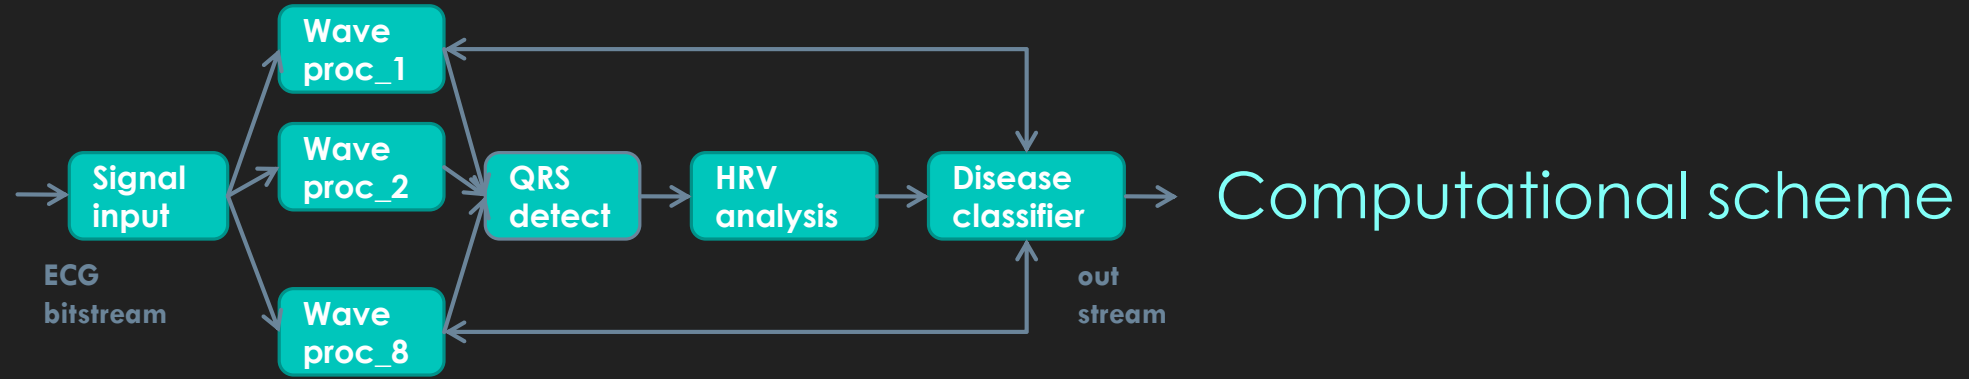 Signal
input
ECG
bitstream
Wave
proc_1
Wave
proc_2
Wave
proc_8
QRS
detect
HRV
analysis
Disease
classifier
out
stream
Computational scheme